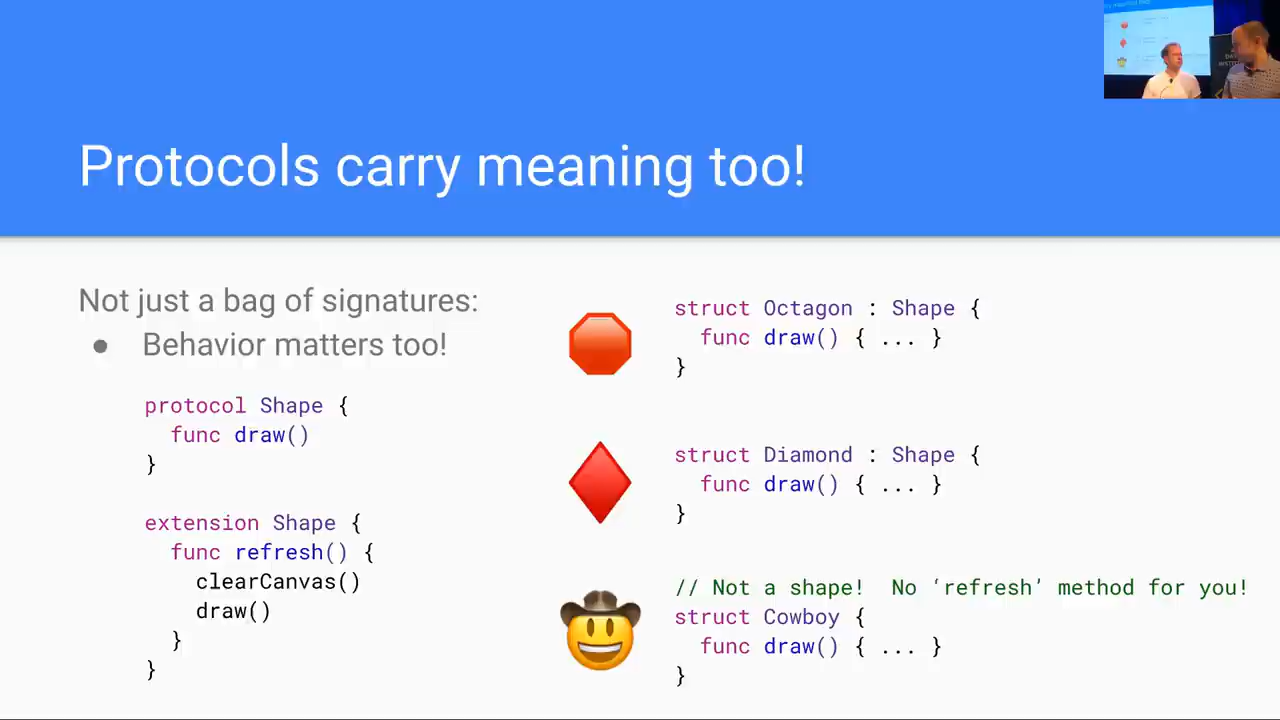 Protocols carry meaning too!
Not just a bag of signatures:
● Behavior matters too!
protocol Shape {
func draw()
}
extension Shape {
func refresh() {
clearCanvas()
draw()
}
}
struct Octagon : Shape {
func draw() { ... }
}
struct Diamond : Shape {
func draw() { ... }
}
// Not a shape!  No ‘refresh’ method for you!
struct Cowboy {
func draw() { ... }
}